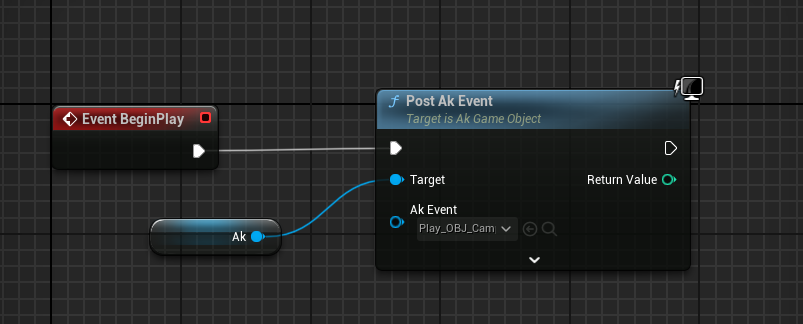 Event BeginPlay
f Post Ak Event
Target is Ak Game Object
Target
Return Value
Ak Event
Play_OBJ_Cam
Ak